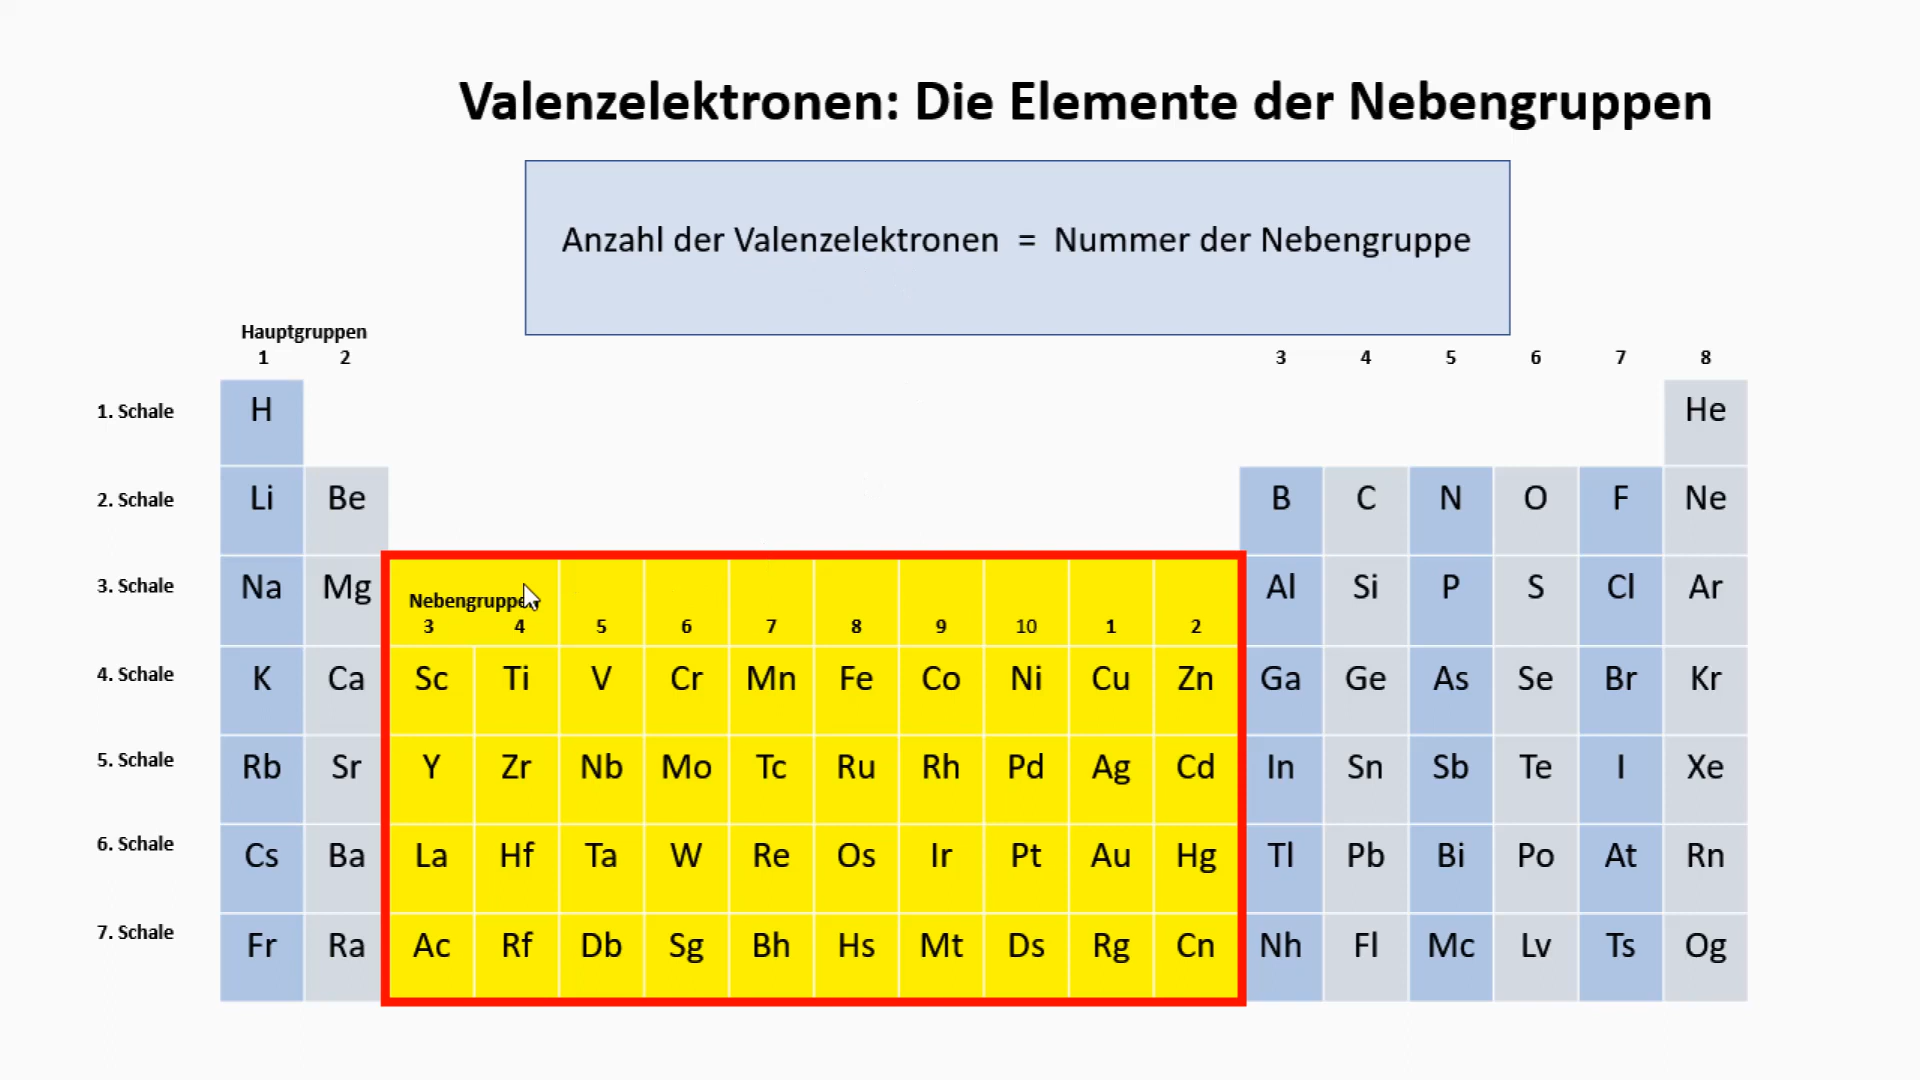 Valenzelektronen: Die Elemente der Nebengruppen
Anzahl der Valenzelektronen = Nummer der Nebengruppe
Hauptgruppen
1 2 3 4 5 6 7 8
1. Schale H He
2. Schale Li Be B C N O F Ne
3. Schale Na Mg Al Si P S Cl Ar
Nebengruppen
3 4 5 6 7 8 9 10 1 2
4. Schale K Ca Sc Ti V Cr Mn Fe Co Ni Cu Zn Ga Ge As Se Br Kr
5. Schale Rb Sr Y Zr Nb Mo Tc Ru Rh Pd Ag Cd In Sn Sb Te I Xe
6. Schale Cs Ba La Hf Ta W Re Os Ir Pt Au Hg Tl Pb Bi Po At Rn
7. Schale Fr Ra Ac Rf Db Sg Bh Hs Mt Ds Rg Cn Nh Fl Mc Lv Ts Og